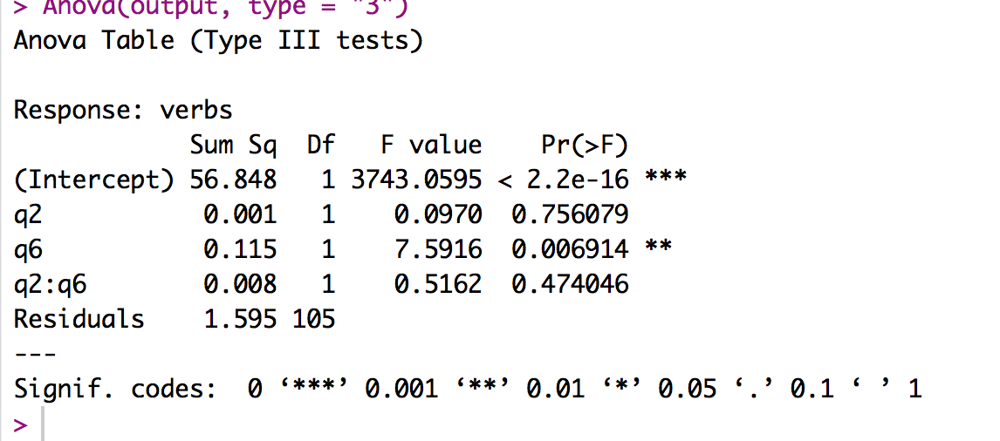 > Anova(output, type = "3")
Anova Table (Type III tests)
Response: verbs
Sum Sq Df F value Pr(>F)
(Intercept) 56.848 1 3743.0595 < 2.2e-16 ***
q2 0.001 1 0.0970 0.756079
q6 0.115 1 7.5916 0.006914 **
q2:q6 0.008 1 0.5162 0.474046
Residuals 1.595 105
---
Signif. codes: 0 ‘***’ 0.001 ‘**’ 0.01 ‘*’ 0.05 ‘.’ 0.1 ‘ ’ 1
>